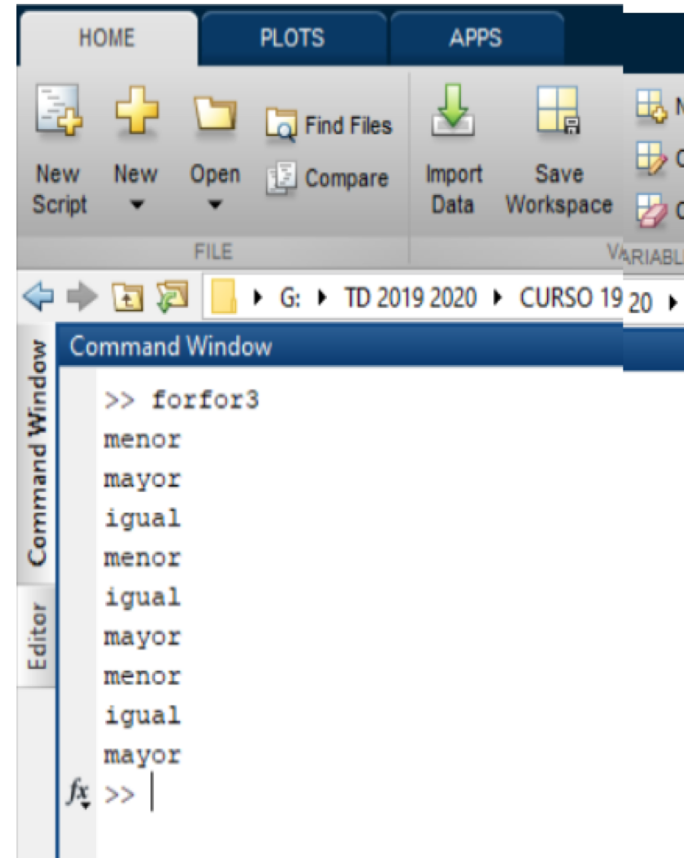 HOME PLOTS APPS
New Script
New
Open
Find Files
Compare
Import Data
Save Workspace
FILE
G: TD 2019 2020 CURSO 19 20
Command Window
Command Window
Editor
>> forfor3
menor
mayor
igual
menor
igual
mayor
menor
igual
mayor
fx >>